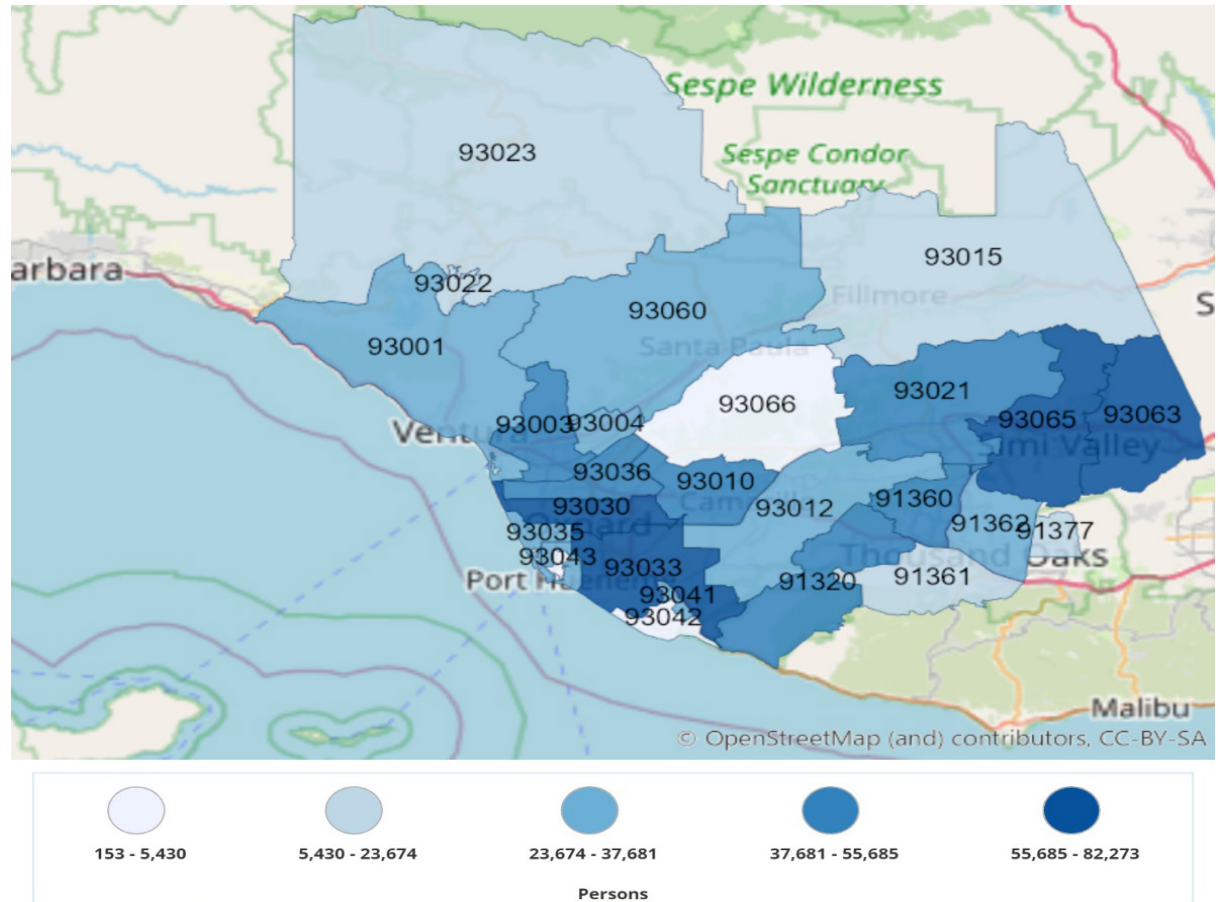 Sespe Wilderness
93023
Sespe Condor
Sanctuary
93015
arbara
93022
Fillmore
S
93060
93001
Santa Paula
93066
93021
93003
93004
93065
93063
Ventura
Simi Valley
93036
93010
Camarillo
91360
93030
93012
Oxnard
91362
91377
93035
Thousand Oaks
93043
93033
Port Hueneme
91320
91361
93041
93042
Malibu
© OpenStreetMap (and) contributors, CC-BY-SA
153 - 5,430
5,430 - 23,674
23,674 - 37,681
37,681 - 55,685
55,685 - 82,273
Persons